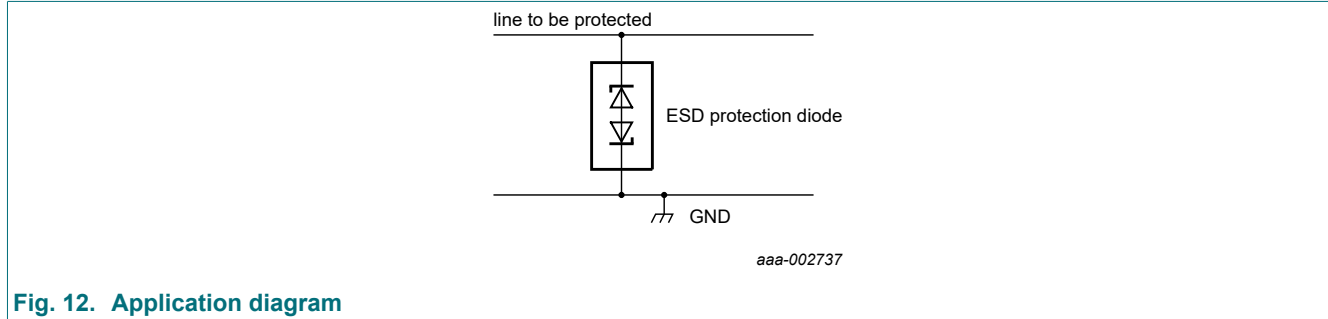 line to be protected
ESD protection diode
GND
aaa-002737
Fig. 12. Application diagram